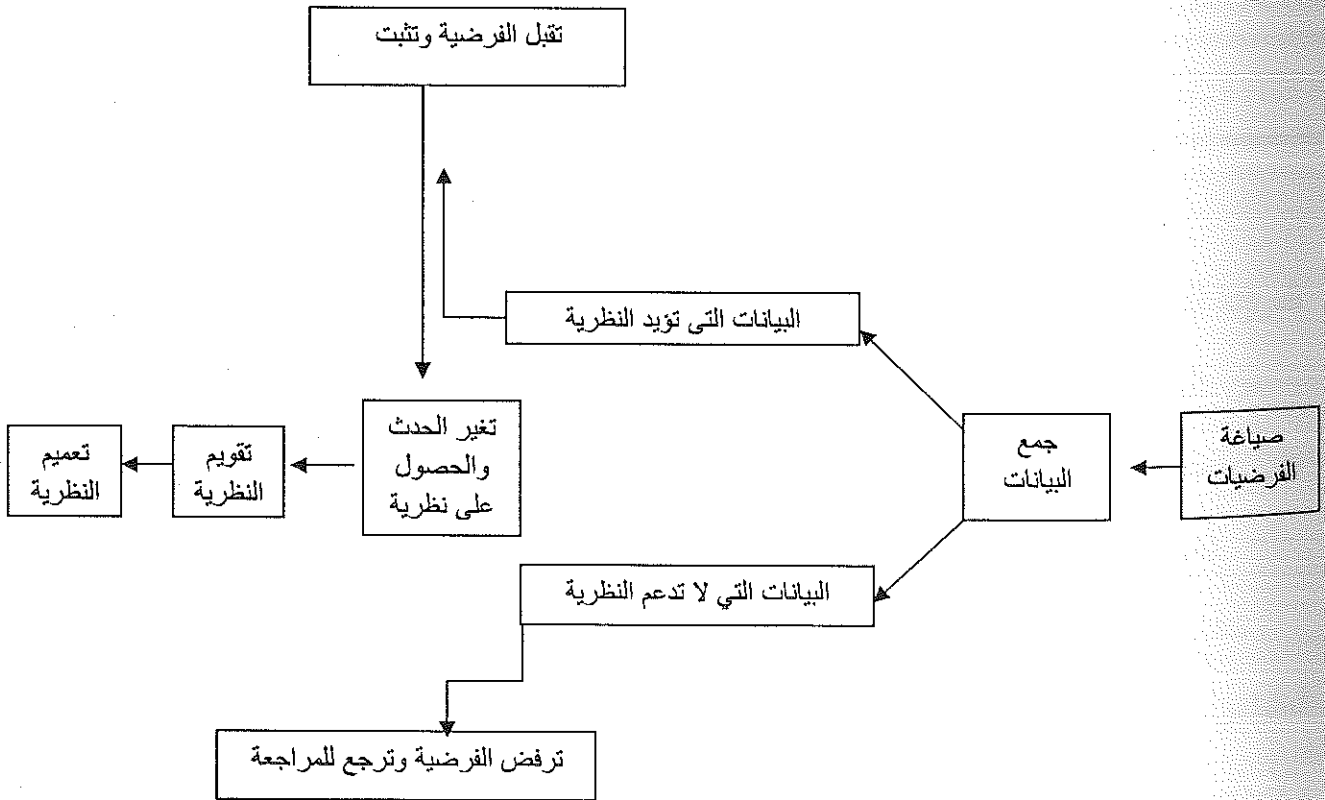 تقبل الفرضية وتثبت
البيانات التى تؤيد النظرية
صياغة
الفرضيات
جمع
البيانات
تغير الحدث
والحصول
على نظرية
تقويم
النظرية
تعميم
النظرية
البيانات التي لا تدعم النظرية
ترفض الفرضية وترجع للمراجعة